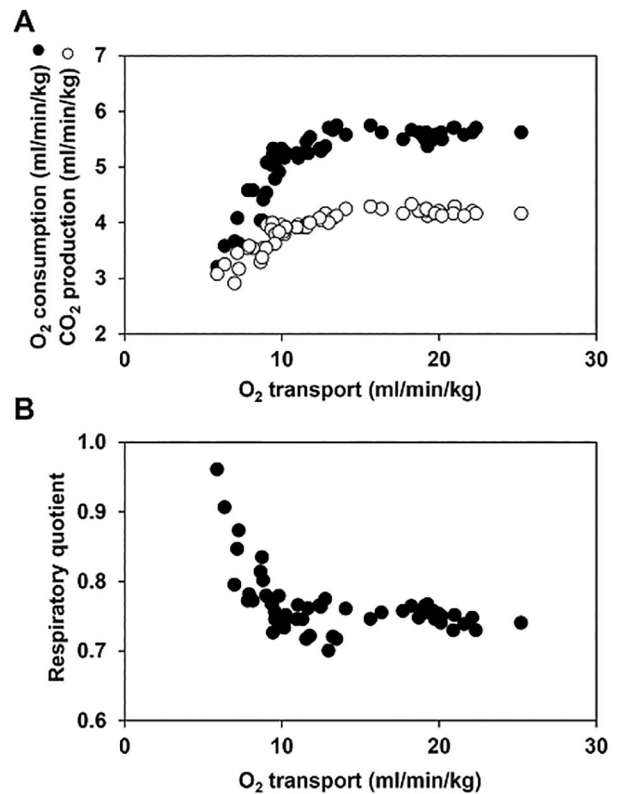 A
O₂ consumption (ml/min/kg) ●
CO₂ production (ml/min/kg) ○
7
6
5
4
3
2
0 10 20 30
O₂ transport (ml/min/kg)
B
Respiratory quotient
1.0
0.9
0.8
0.7
0.6
0 10 20 30
O₂ transport (ml/min/kg)